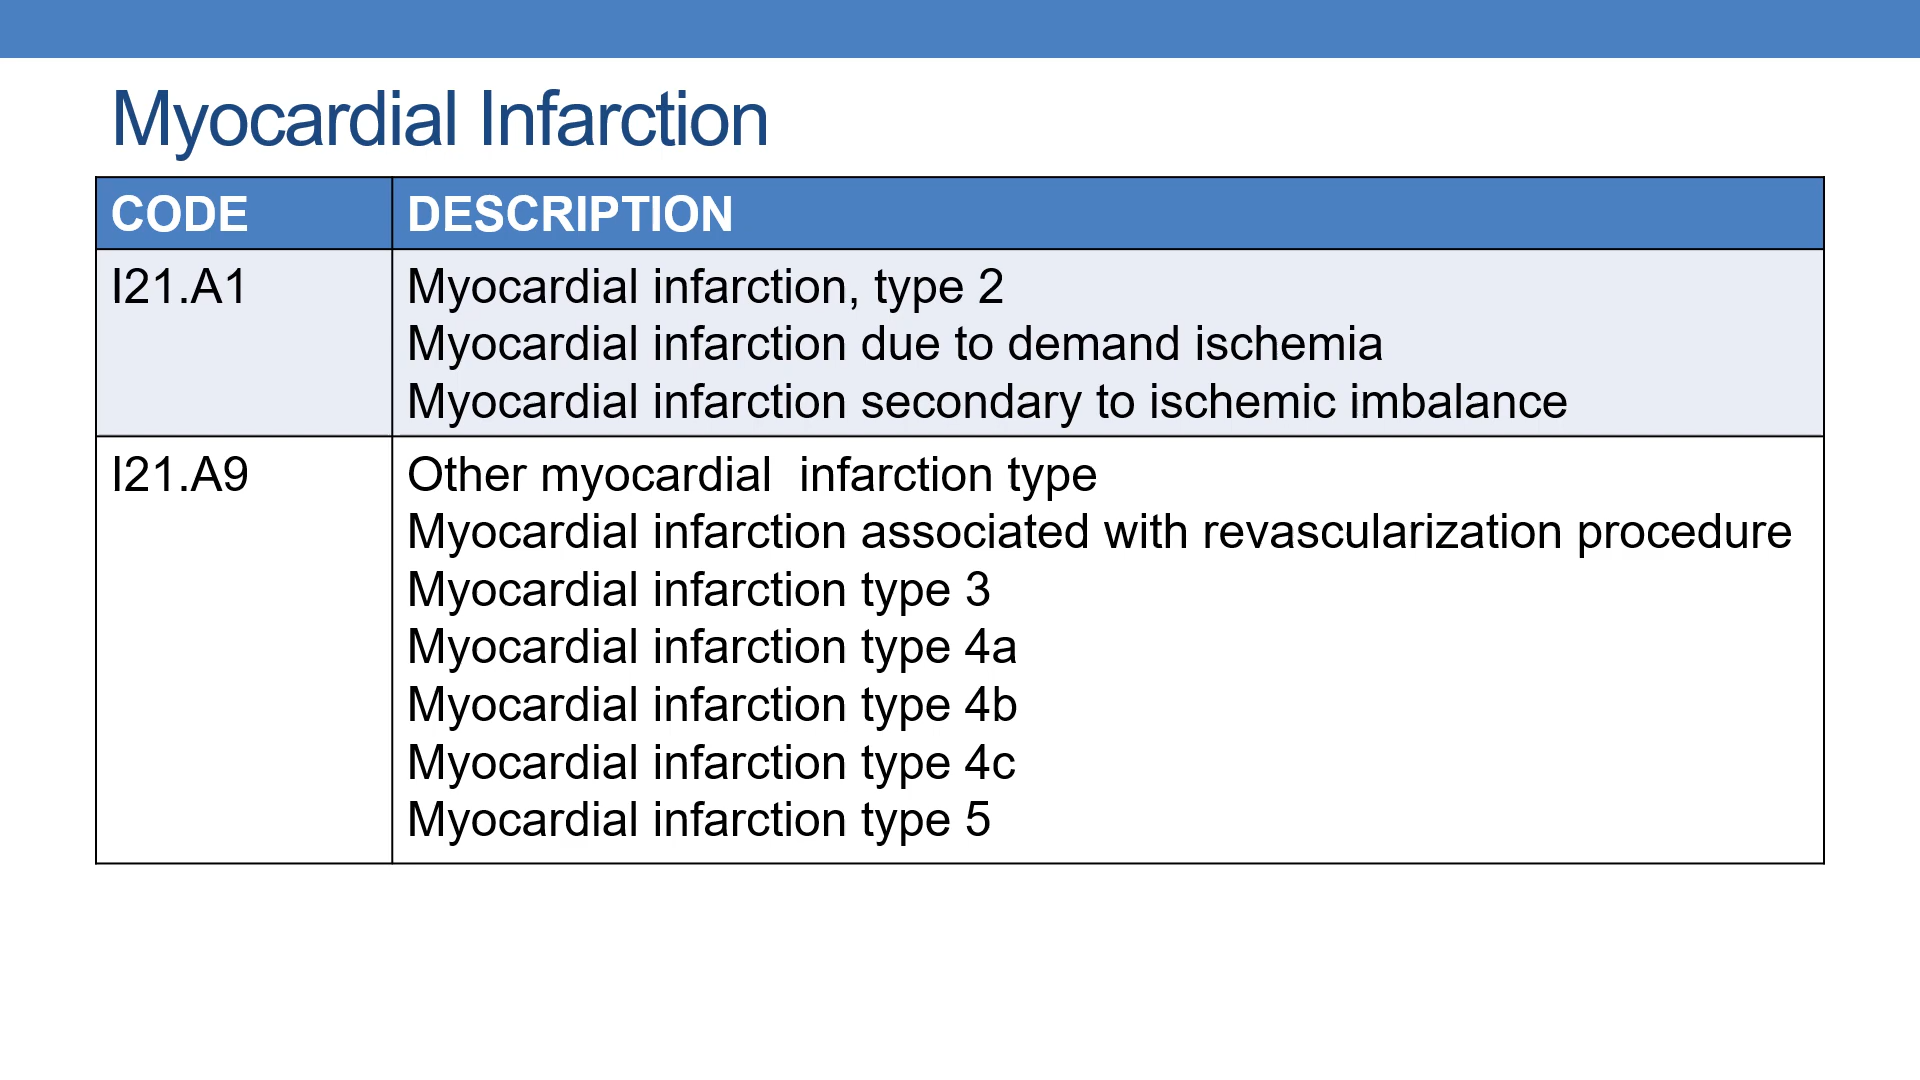 Myocardial Infarction
CODE DESCRIPTION
I21.A1 Myocardial infarction, type 2
Myocardial infarction due to demand ischemia
Myocardial infarction secondary to ischemic imbalance
I21.A9 Other myocardial  infarction type
Myocardial infarction associated with revascularization procedure
Myocardial infarction type 3
Myocardial infarction type 4a
Myocardial infarction type 4b
Myocardial infarction type 4c
Myocardial infarction type 5